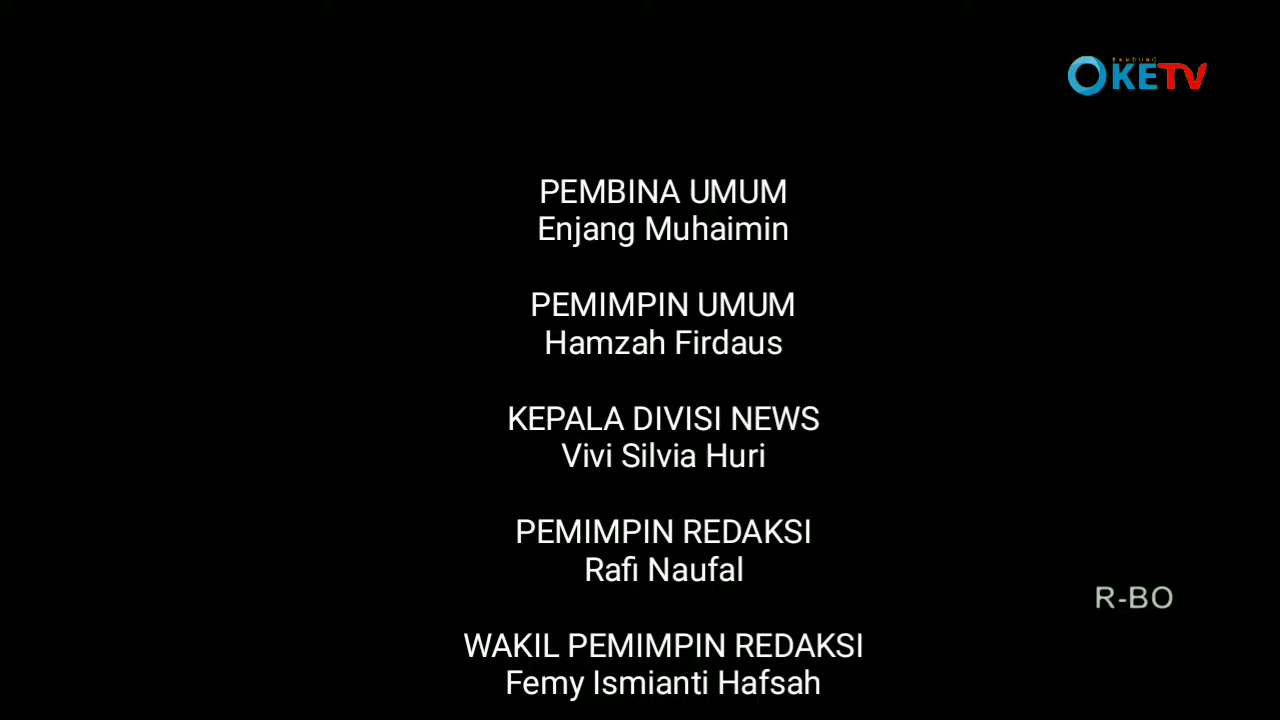 BANDUNG
OKETV
PEMBINA UMUM
Enjang Muhaimin
PEMIMPIN UMUM
Hamzah Firdaus
KEPALA DIVISI NEWS
Vivi Silvia Huri
PEMIMPIN REDAKSI
Rafi Naufal
R-BO
WAKIL PEMIMPIN REDAKSI
Femy Ismianti Hafsah